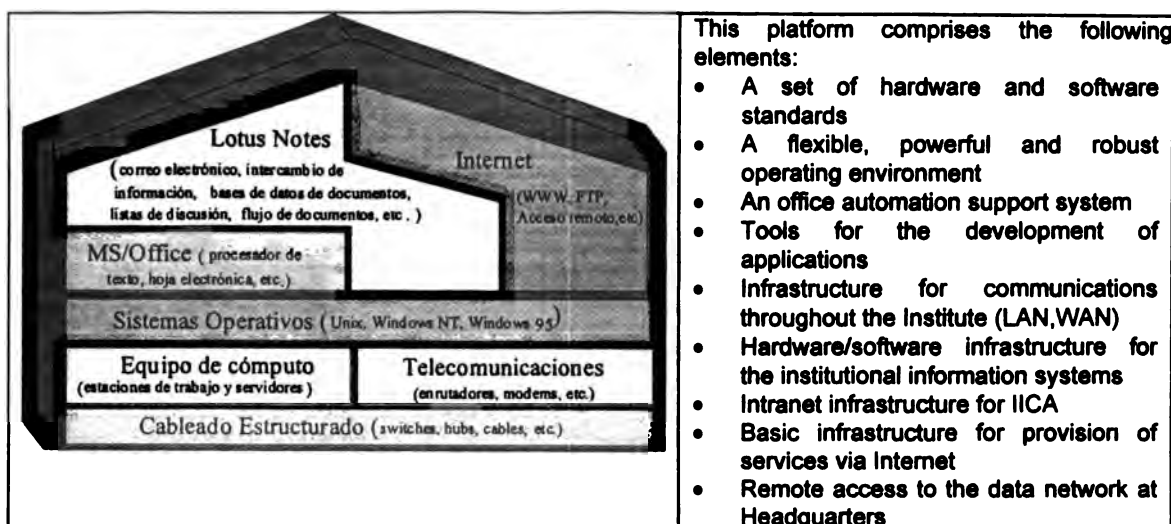 Lotus Notes
(correo electrónico, intercambio de
información, bases de datos de documentos,
listas de discusión, flujo de documentos, etc.)
Internet
(WWW, FTP,
Acceso remoto,etc)
MS/Office (procesador de
texto, hoja electrónica, etc.)
Sistemas Operativos (Unix, Windows NT, Windows 95)
Equipo de cómputo
(estaciones de trabajo y servidores)
Telecomunicaciones
(enrutadores, modems, etc.)
Cableado Estructurado (switches, hubs, cables, etc.)
This platform comprises the following
elements:
• A set of hardware and software
standards
• A flexible, powerful and robust
operating environment
• An office automation support system
• Tools for the development of
applications
• Infrastructure for communications
throughout the Institute (LAN,WAN)
• Hardware/software infrastructure for
the institutional information systems
• Intranet infrastructure for IICA
• Basic infrastructure for provision of
services via Internet
• Remote access to the data network at
Headquarters